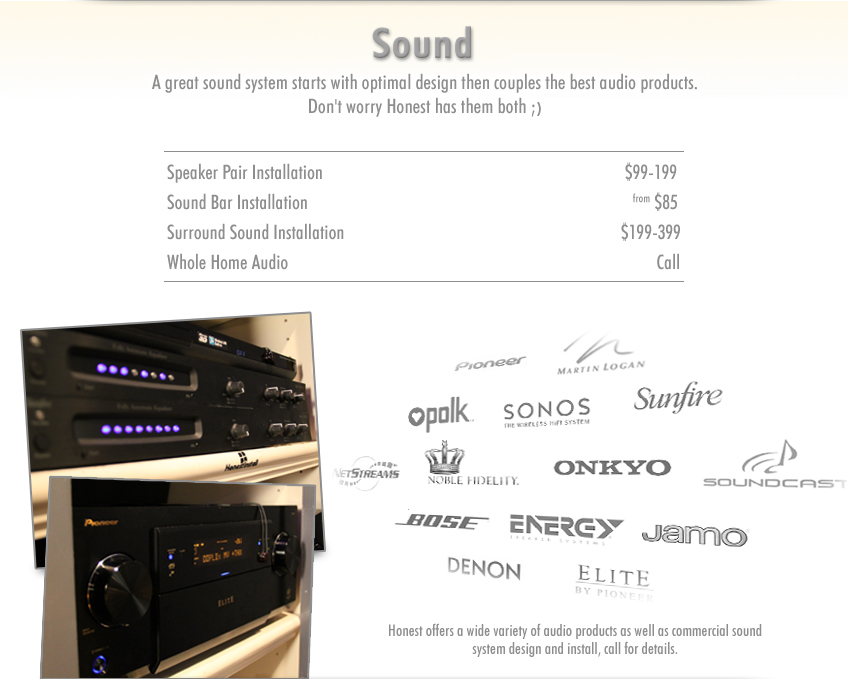 Sound
A great sound system starts with optimal design then couples the best audio products.
Don't worry Honest has them both ;)
Speaker Pair Installation $99-199
Sound Bar Installation from $85
Surround Sound Installation $199-399
Whole Home Audio Call
Pioneer
MARTIN LOGAN
polk
SONOS
THE WIRELESS HIFI SYSTEM
Sunfire
NETSTREAMS
NOBLE FIDELITY.
ONKYO
SOUNDCAST
BOSE
ENERGY
SPEAKER SYSTEMS
Jamo
DENON
ELITE
BY PIONEER
HonestInstall
Pioneer
ELITE
Honest offers a wide variety of audio products as well as commercial sound
system design and install, call for details.